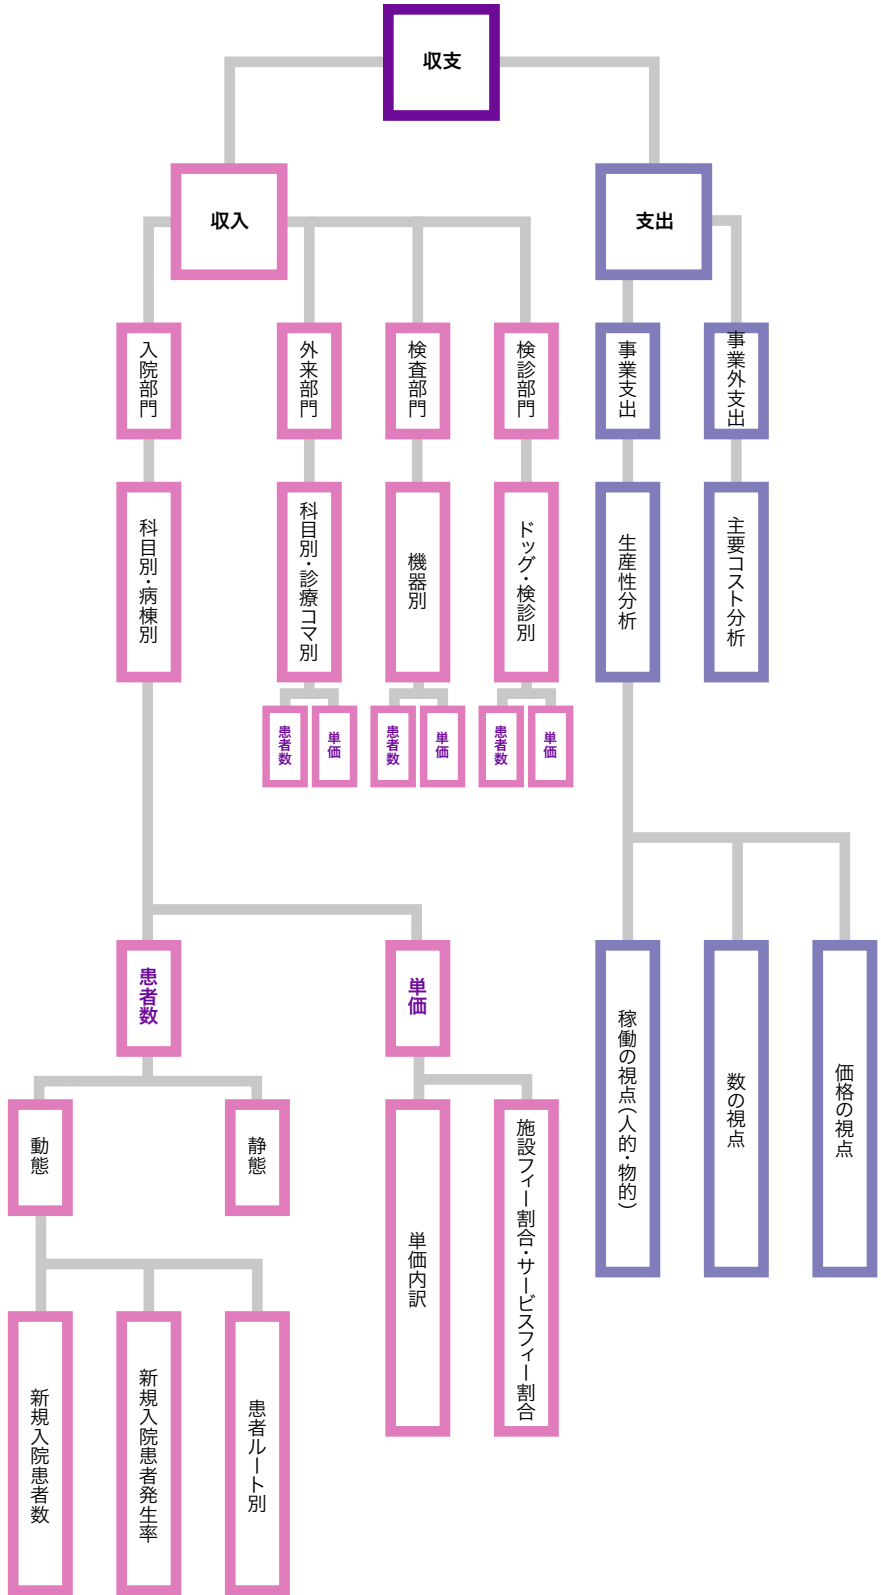 収支
収入
支出
入院部門
外来部門
検査部門
検診部門
事業支出
事業外支出
科目別・病棟別
科目別・診療コマ別
機器別
ドッグ・検診別
生産性分析
主要コスト分析
患者数
単価
患者数
単価
患者数
単価
患者数
単価
稼働の視点（人的・物的）
数の視点
価格の視点
動態
静態
単価内訳
施設フィー割合・サービスフィー割合
新規入院患者数
新規入院患者発生率
患者ルート別